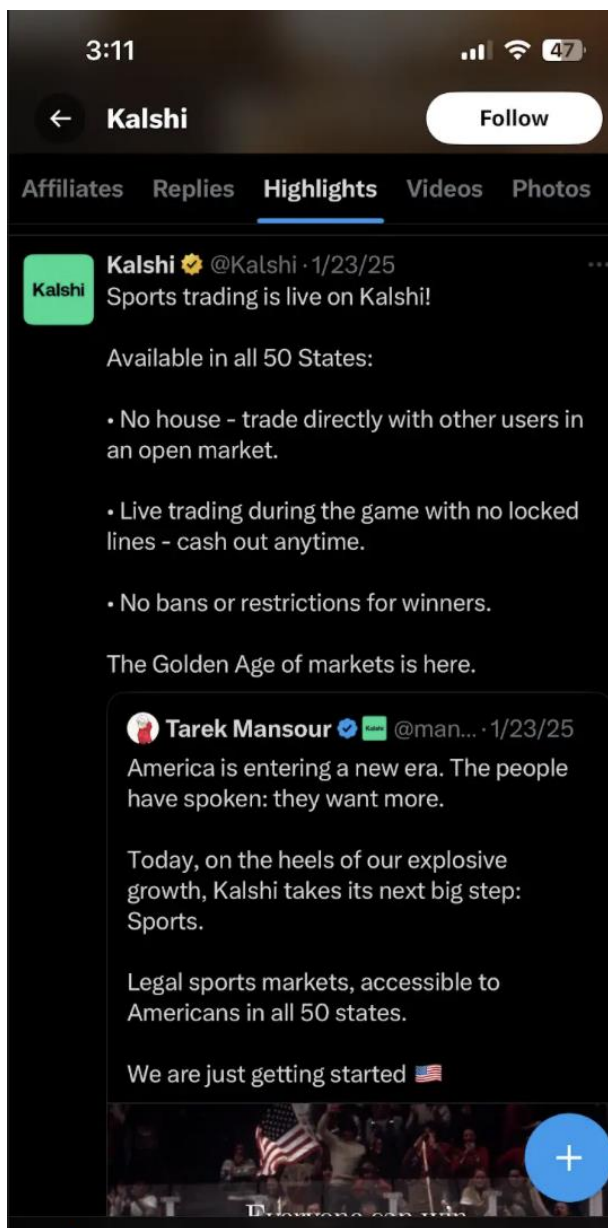 3:11
47
Kalshi
Follow
Affiliates Replies Highlights Videos Photos
Kalshi
Kalshi @Kalshi · 1/23/25
Sports trading is live on Kalshi!
Available in all 50 States:
• No house - trade directly with other users in
an open market.
• Live trading during the game with no locked
lines - cash out anytime.
• No bans or restrictions for winners.
The Golden Age of markets is here.
Tarek Mansour Kalshi @man... · 1/23/25
America is entering a new era. The people
have spoken: they want more.
Today, on the heels of our explosive
growth, Kalshi takes its next big step:
Sports.
Legal sports markets, accessible to
Americans in all 50 states.
We are just getting started 🇺🇸
Everyone can win